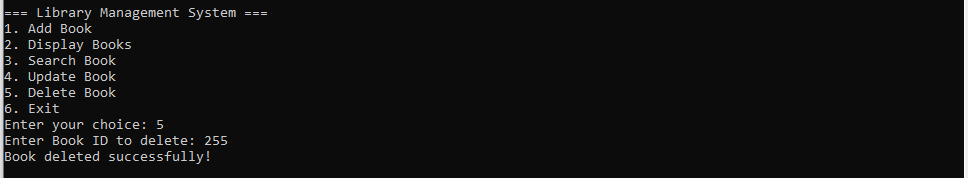 === Library Management System ===
1. Add Book
2. Display Books
3. Search Book
4. Update Book
5. Delete Book
6. Exit
Enter your choice: 5
Enter Book ID to delete: 255
Book deleted successfully!